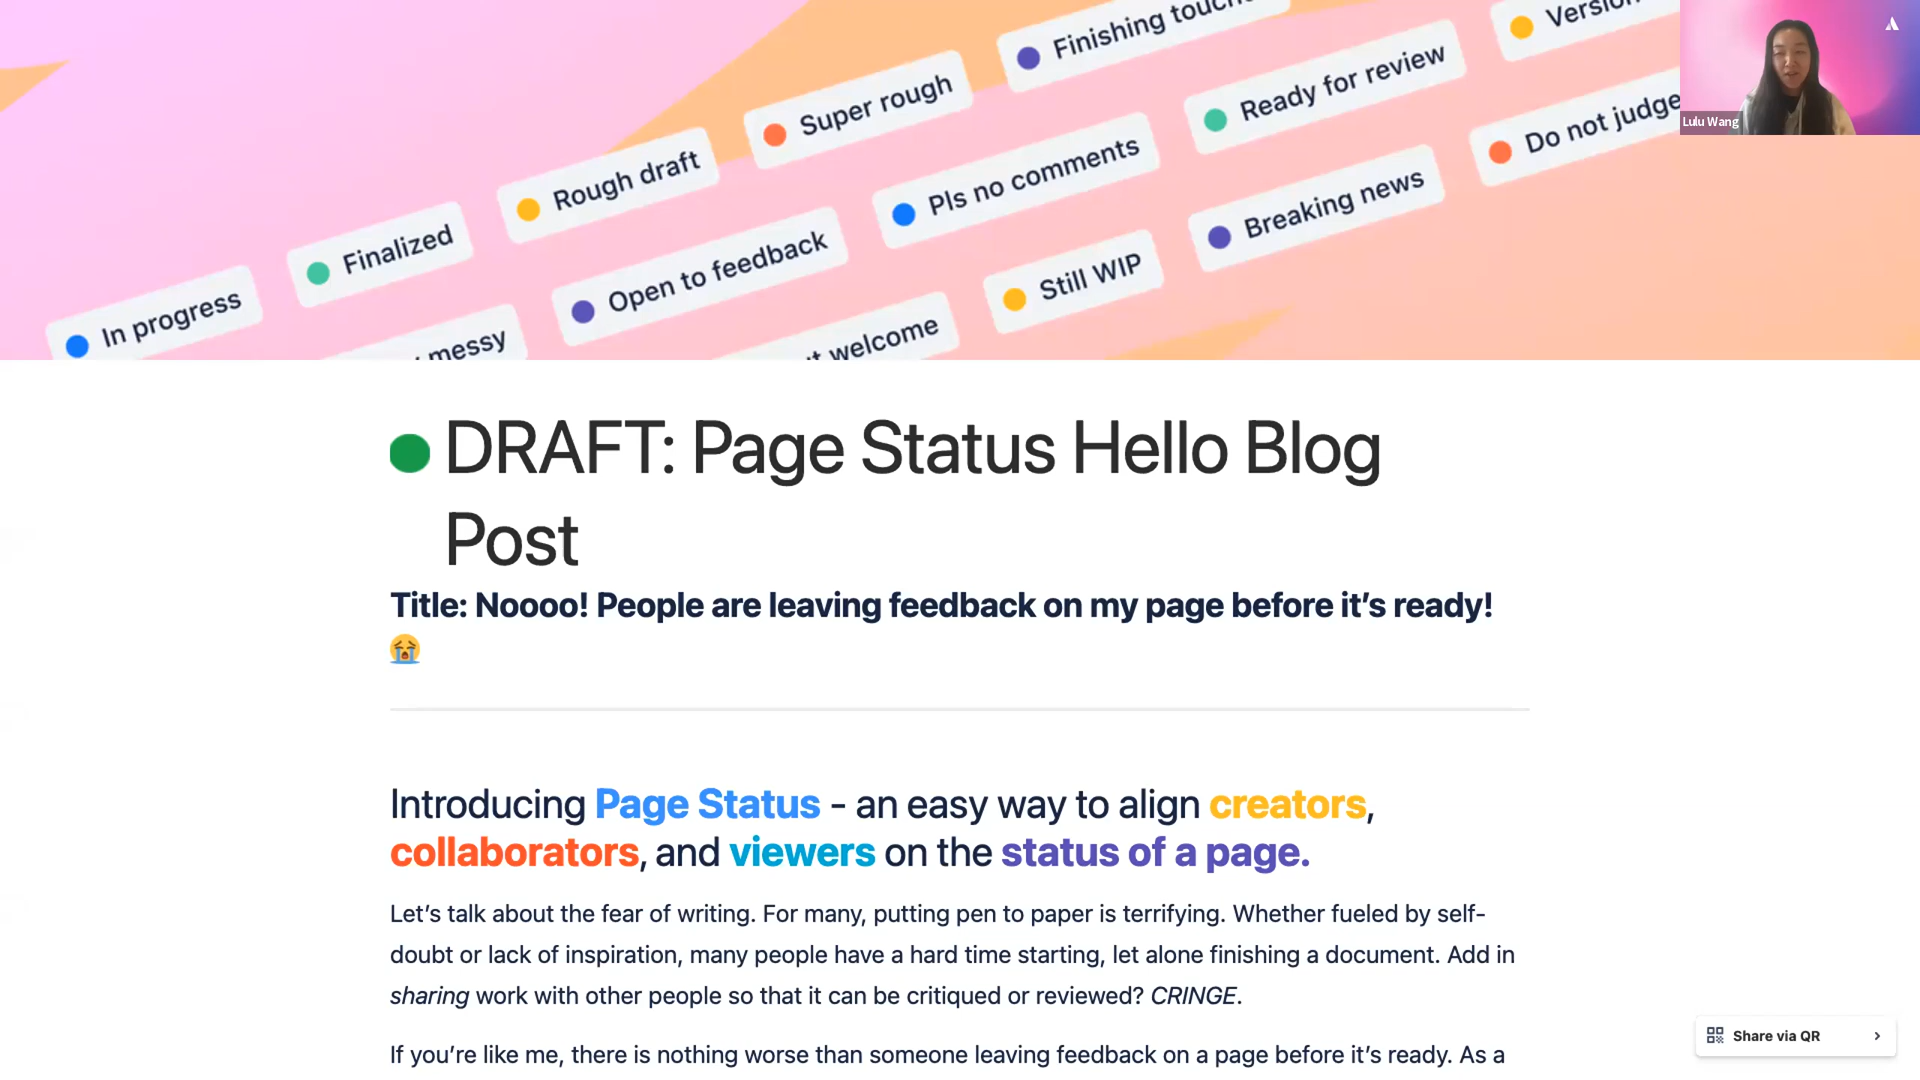 Finishing
Super rough
Ready for review
Rough draft
Pls no comments
Do not judge
Finalized
Open to feedback
Breaking news
In progress
Still WIP
messy
welcome
Lulu Wang
DRAFT: Page Status Hello Blog
Post
Title: Noooo! People are leaving feedback on my page before it’s ready!
😭
Introducing Page Status - an easy way to align creators,
collaborators, and viewers on the status of a page.
Let’s talk about the fear of writing. For many, putting pen to paper is terrifying. Whether fueled by self-
doubt or lack of inspiration, many people have a hard time starting, let alone finishing a document. Add in
sharing work with other people so that it can be critiqued or reviewed? CRINGE.
If you’re like me, there is nothing worse than someone leaving feedback on a page before it’s ready. As a
Share via QR